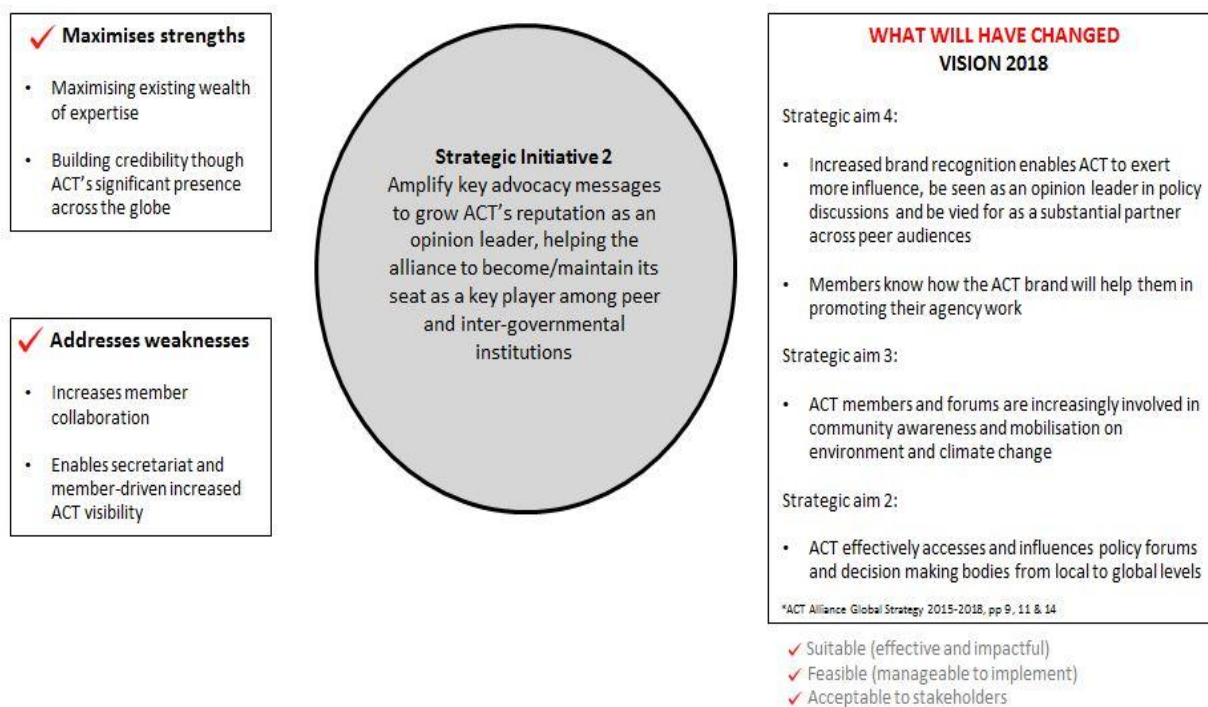 Maximises strengths
• Maximising existing wealth
of expertise
• Building credibility though
ACT's significant presence
across the globe
Addresses weaknesses
• Increases member
collaboration
• Enables secretariat and
member-driven increased
ACT visibility
Strategic Initiative 2
Amplify key advocacy messages
to grow ACT's reputation as an
opinion leader, helping the
alliance to become/maintain its
seat as a key player among peer
and inter-governmental
institutions
WHAT WILL HAVE CHANGED
VISION 2018
Strategic aim 4:
• Increased brand recognition enables ACT to exert
more influence, be seen as an opinion leader in policy
discussions and be vied for as a substantial partner
across peer audiences
• Members know how the ACT brand will help them in
promoting their agency work
Strategic aim 3:
• ACT members and forums are increasingly involved in
community awareness and mobilisation on
environment and climate change
Strategic aim 2:
• ACT effectively accesses and influences policy forums
and decision making bodies from local to global levels
*ACT Alliance Global Strategy 2015-2018, pp 9, 11 & 14
Suitable (effective and impactful)
Feasible (manageable to implement)
Acceptable to stakeholders